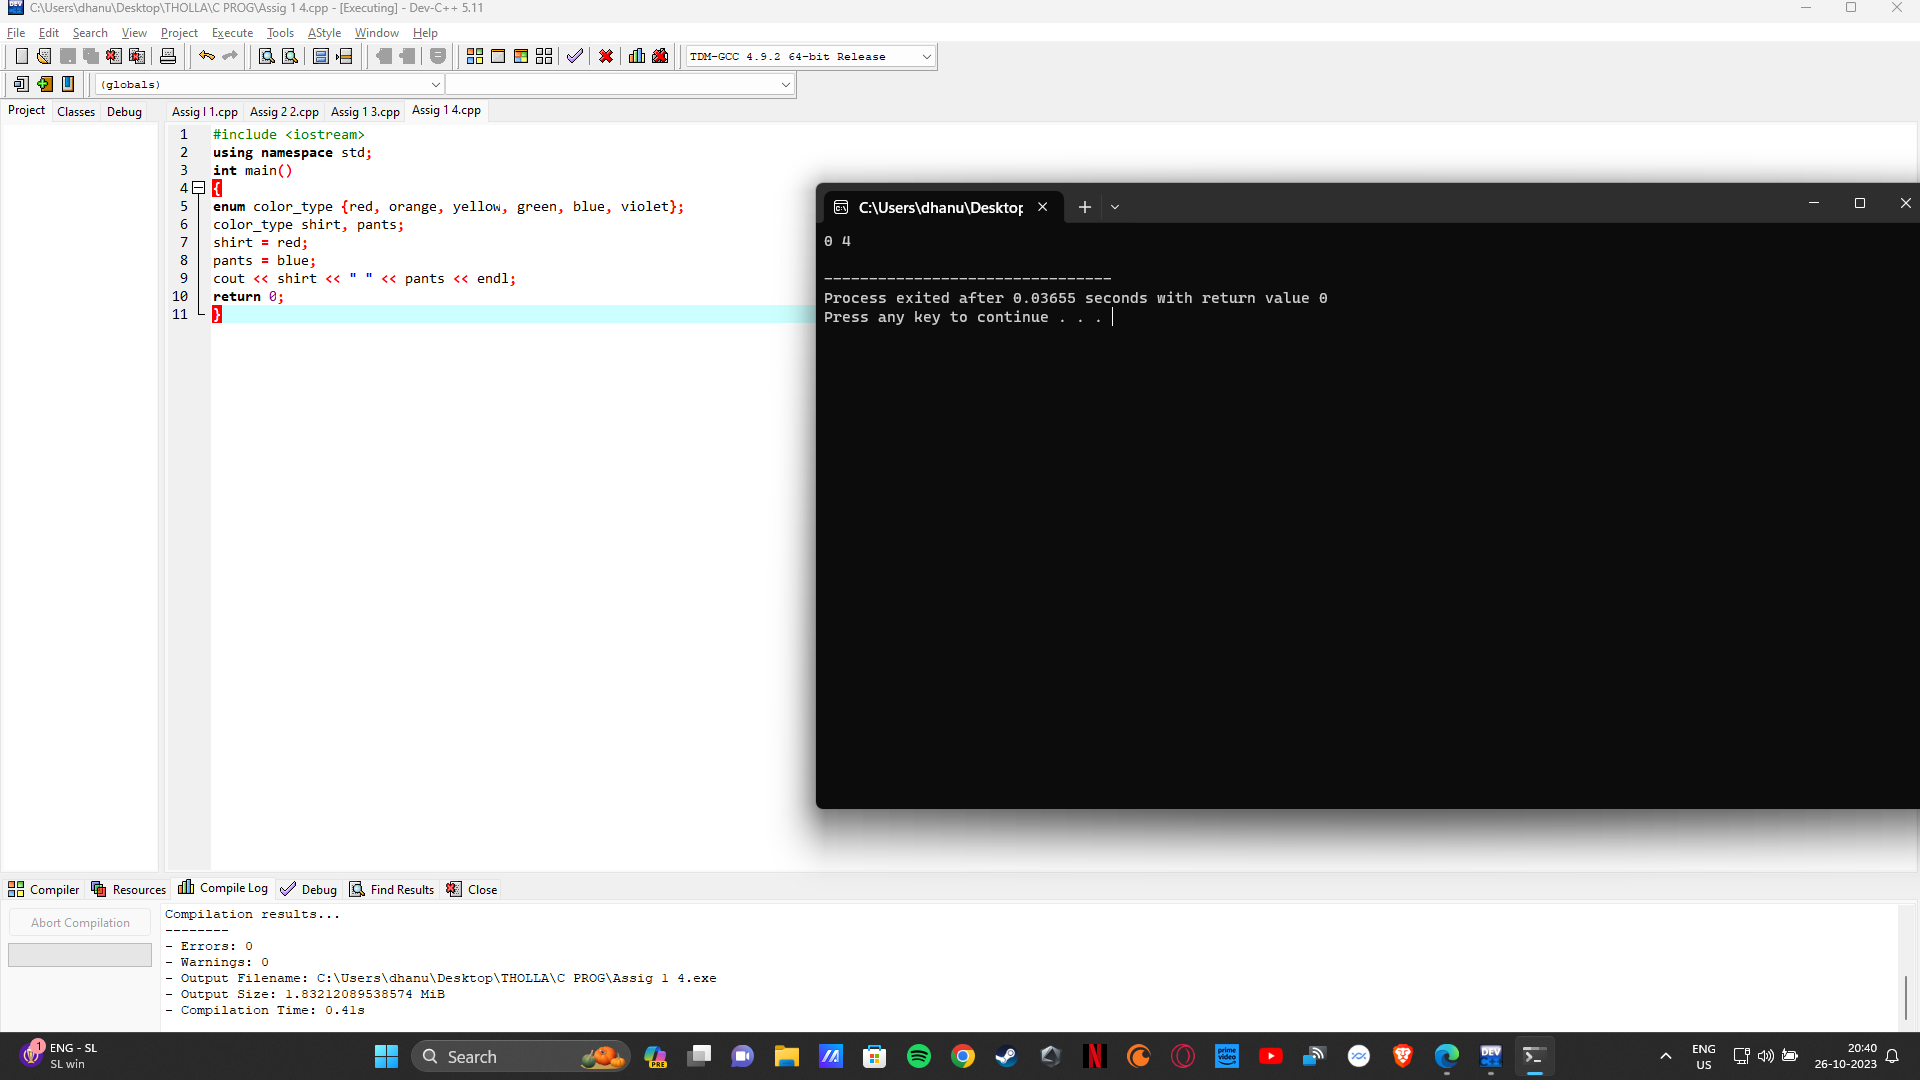 C:\Users\dhanu\Desktop\THOLLA\C PROG\Assig 1 4.cpp - [Executing] - Dev-C++ 5.11
File Edit Search View Project Execute Tools AStyle Window Help
TDM-GCC 4.9.2 64-bit Release
(globals)
Project Classes Debug
Assig I 1.cpp Assig 2 2.cpp Assig 1 3.cpp Assig 1 4.cpp
1 #include <iostream>
2 using namespace std;
3 int main()
4 {
5 enum color_type {red, orange, yellow, green, blue, violet};
6 color_type shirt, pants;
7 shirt = red;
8 pants = blue;
9 cout << shirt << " " << pants << endl;
10 return 0;
11 }
C:\Users\dhanu\Desktop
0 4
--------------------------------
Process exited after 0.03655 seconds with return value 0
Press any key to continue . . .
Compiler Resources Compile Log Debug Find Results Close
Abort Compilation
Compilation results...
--------
- Errors: 0
- Warnings: 0
- Output Filename: C:\Users\dhanu\Desktop\THOLLA\C PROG\Assig 1 4.exe
- Output Size: 1.83212089538574 MiB
- Compilation Time: 0.41s
1
ENG - SL
SL win
Search
PRE
prime video
DEV C++
ENG
US
20:40
26-10-2023